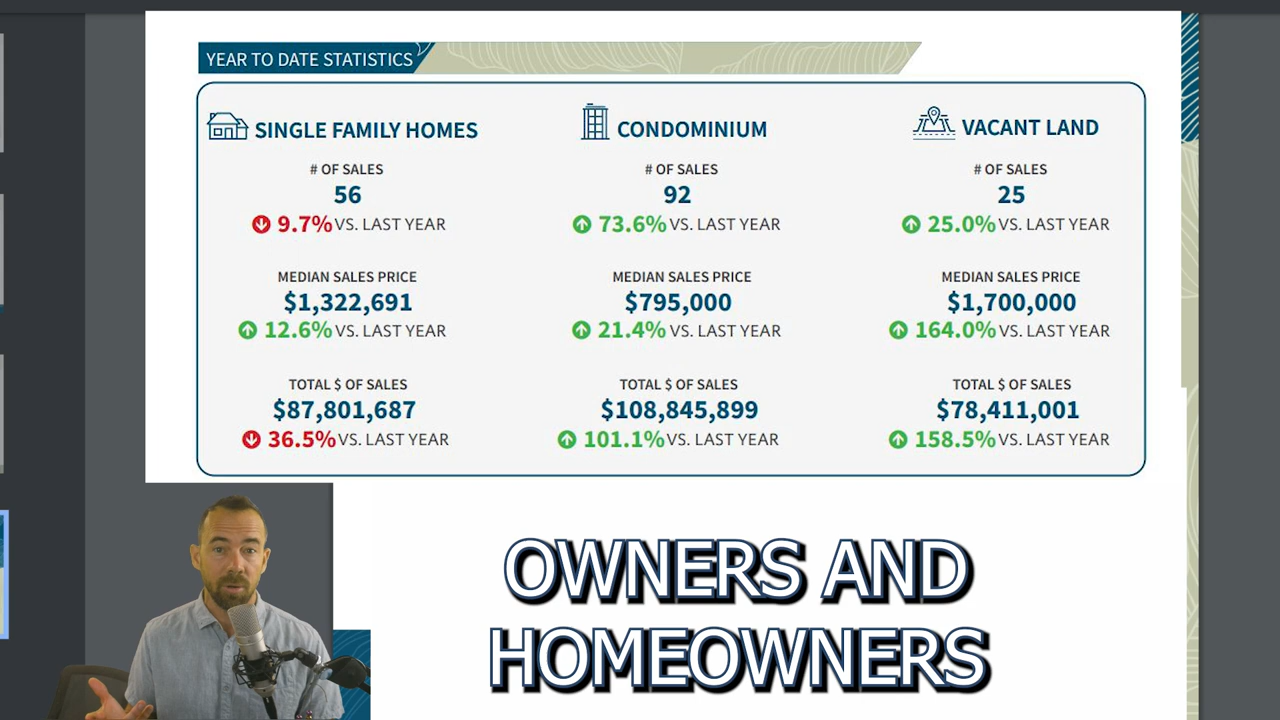 YEAR TO DATE STATISTICS
SINGLE FAMILY HOMES
# OF SALES
56
9.7% VS. LAST YEAR
MEDIAN SALES PRICE
$1,322,691
12.6% VS. LAST YEAR
TOTAL $ OF SALES
$87,801,687
36.5% VS. LAST YEAR
CONDOMINIUM
# OF SALES
92
73.6% VS. LAST YEAR
MEDIAN SALES PRICE
$795,000
21.4% VS. LAST YEAR
TOTAL $ OF SALES
$108,845,899
101.1% VS. LAST YEAR
VACANT LAND
# OF SALES
25
25.0% VS. LAST YEAR
MEDIAN SALES PRICE
$1,700,000
164.0% VS. LAST YEAR
TOTAL $ OF SALES
$78,411,001
158.5% VS. LAST YEAR
OWNERS AND
HOMEOWNERS